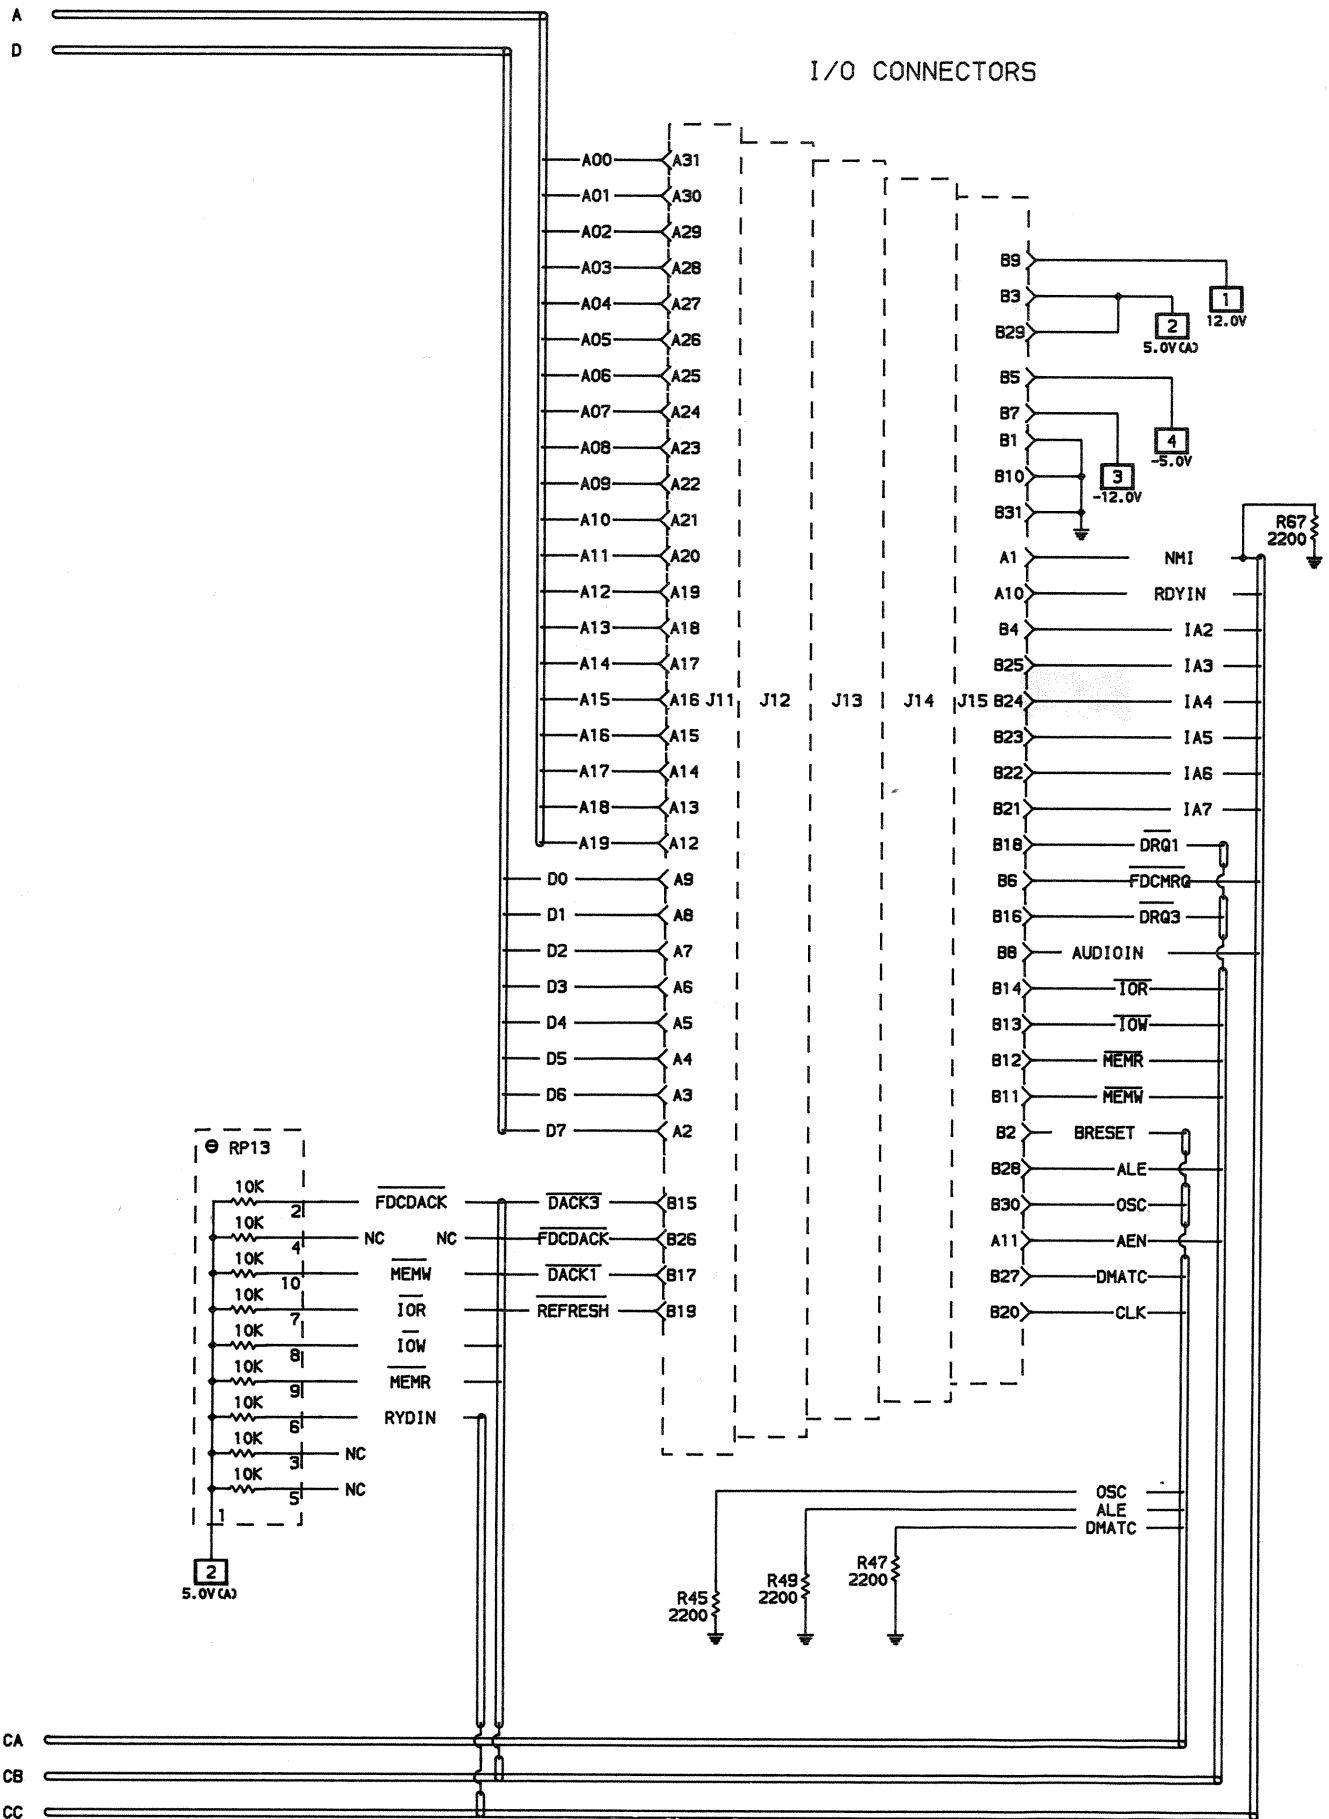 A
D
I/O CONNECTORS
A00 A31
A01 A30
A02 A29
A03 A28
A04 A27
A05 A26
A06 A25
A07 A24
A08 A23
A09 A22
A10 A21
A11 A20
A12 A19
A13 A18
A14 A17
A15 A16 J11 J12 J13 J14 J15
A16 A15
A17 A14
A18 A13
A19 A12
D0 A9
D1 A8
D2 A7
D3 A6
D4 A5
D5 A4
D6 A3
D7 A2
B9
1
12.0V
B3
B29
2
5.0V(A)
B5
4
-5.0V
B7
3
-12.0V
B1
B10
B31
R67
2200
A1 NMI
A10 RDYIN
B4 IA2
B25 IA3
B24 IA4
B23 IA5
B22 IA6
B21 IA7
B18 DRQ1
B6 FDCMRQ
B16 DRQ3
B8 AUDIOIN
B14 IOR
B13 IOW
B12 MEMR
B11 MEMW
B2 BRESET
B28 ALE
B30 OSC
A11 AEN
B27 DMATC
B20 CLK
RP13
10K 2 FDCDACK DACK3 B15
10K 4 NC NC FDCDACK B26
10K 10 MEMW DACK1 B17
10K 7 IOR REFRESH B19
10K 8 IOW
10K 9 MEMR
10K 6 RYDIN
10K 3 NC
10K 5 NC
1
2
5.0V(A)
OSC
ALE
DMATC
R45
2200
R49
2200
R47
2200
CA
CB
CC